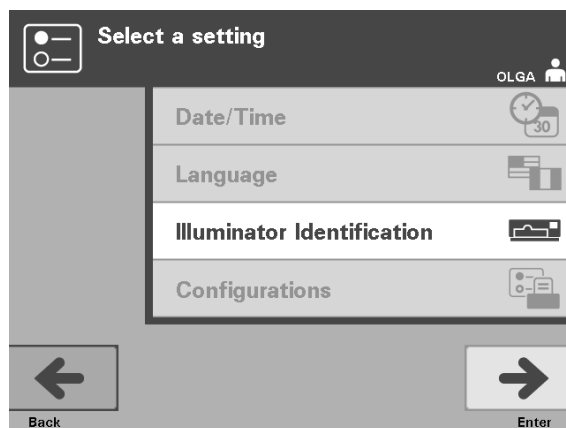 Select a setting
OLGA
Date/Time
30
Language
Illuminator Identification
Configurations
Back
Enter